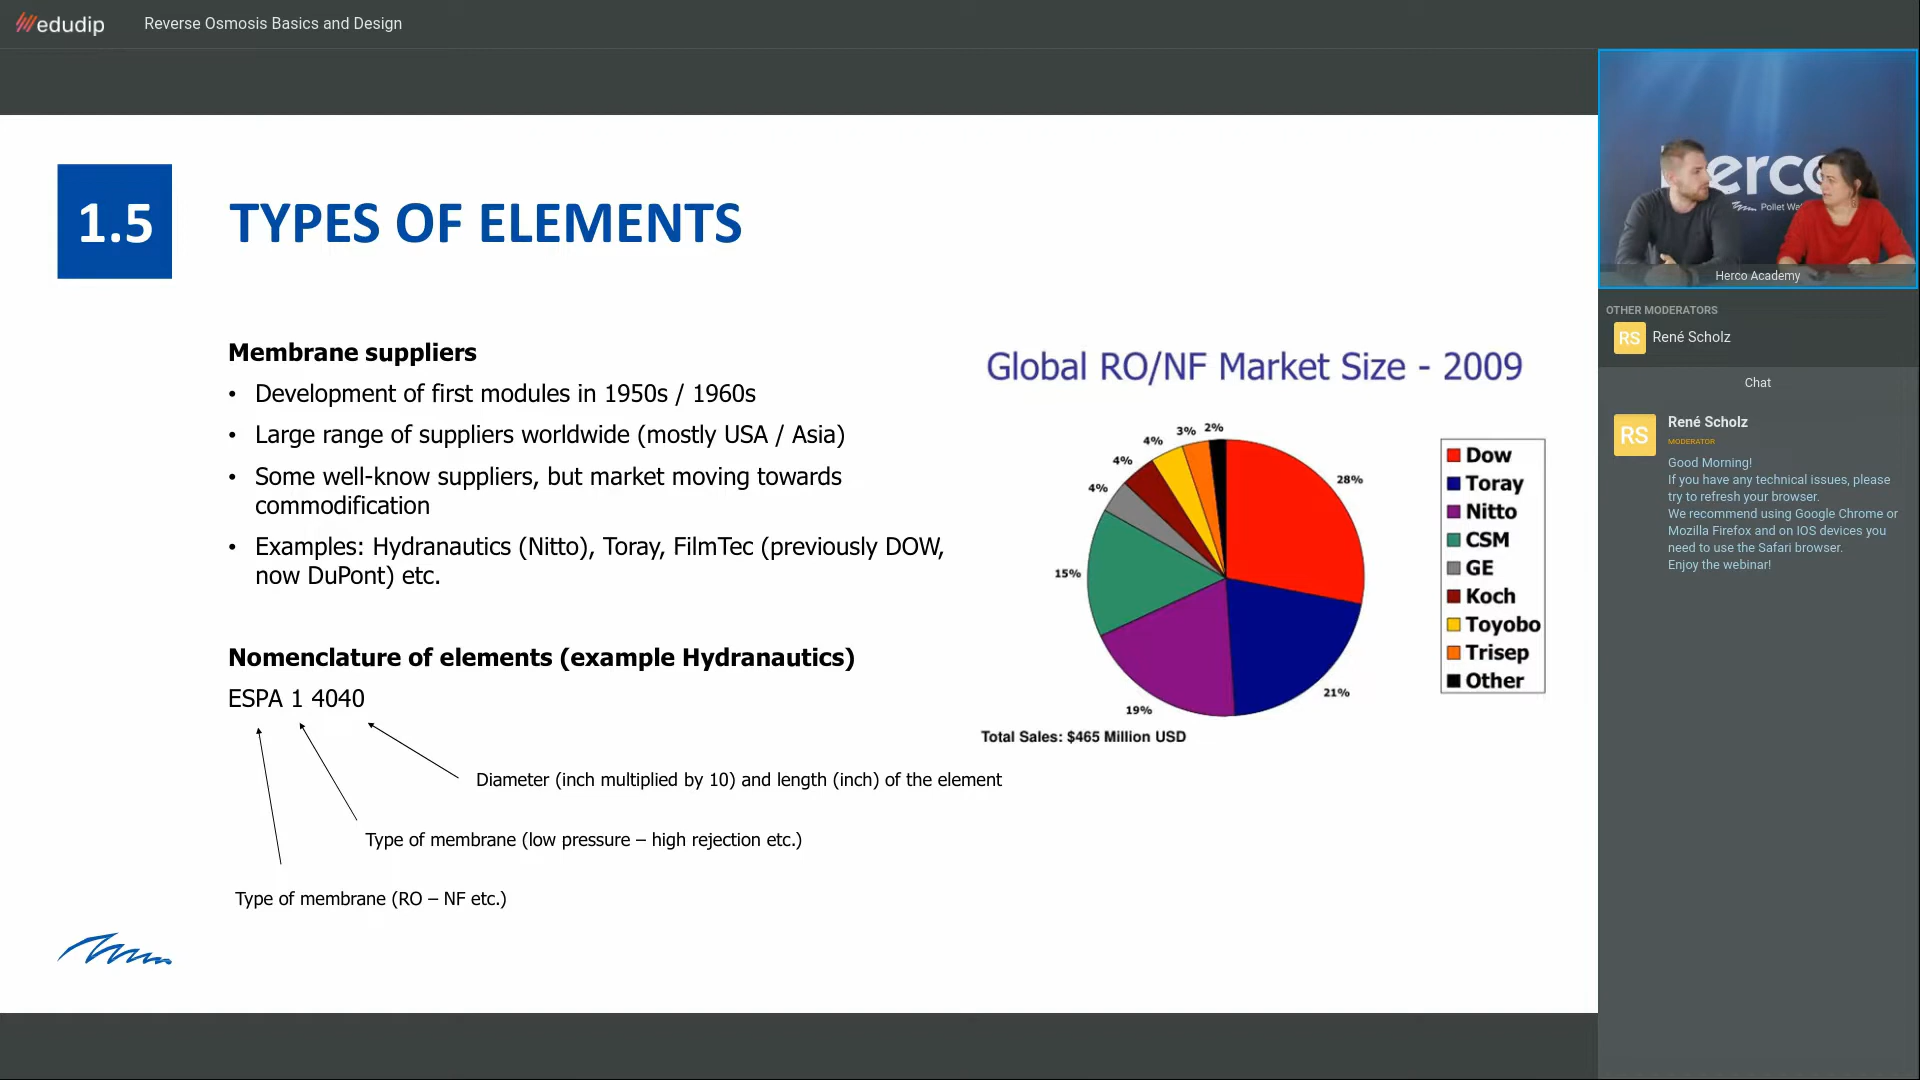 edudip
Reverse Osmosis Basics and Design
1.5
TYPES OF ELEMENTS
Membrane suppliers
• Development of first modules in 1950s / 1960s
• Large range of suppliers worldwide (mostly USA / Asia)
• Some well-know suppliers, but market moving towards
commodification
• Examples: Hydranautics (Nitto), Toray, FilmTec (previously DOW,
now DuPont) etc.
Nomenclature of elements (example Hydranautics)
ESPA 1 4040
Diameter (inch multiplied by 10) and length (inch) of the element
Type of membrane (low pressure – high rejection etc.)
Type of membrane (RO – NF etc.)
Global RO/NF Market Size - 2009
28%
21%
19%
15%
4%
4%
4%
3%
2%
Dow
Toray
Nitto
CSM
GE
Koch
Toyobo
Trisep
Other
Total Sales: $465 Million USD
erco
Pollet Wa
Herco Academy
OTHER MODERATORS
RS
René Scholz
Chat
RS
René Scholz
MODERATOR
Good Morning!
If you have any technical issues, please
try to refresh your browser.
We recommend using Google Chrome or
Mozilla Firefox and on IOS devices you
need to use the Safari browser.
Enjoy the webinar!